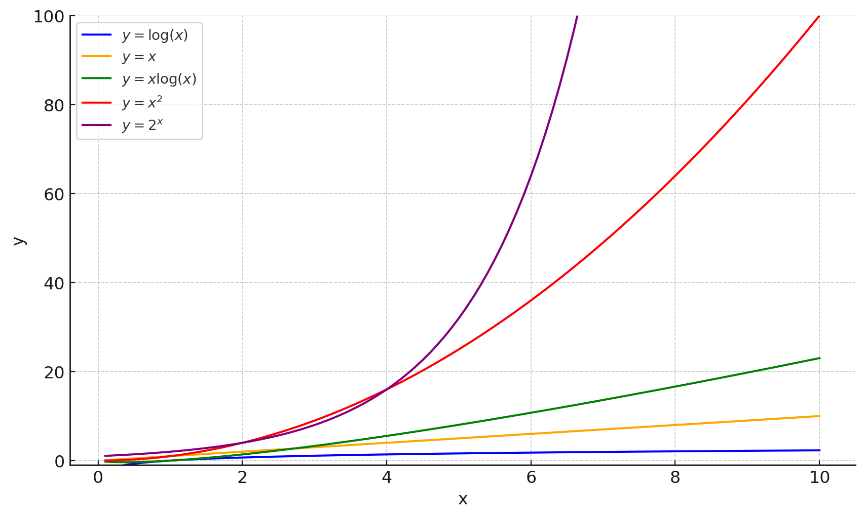 100
80
60
40
20
0
y
y = log(x)
y = x
y = xlog(x)
y = x²
y = 2ˣ
0 2 4 6 8 10
x